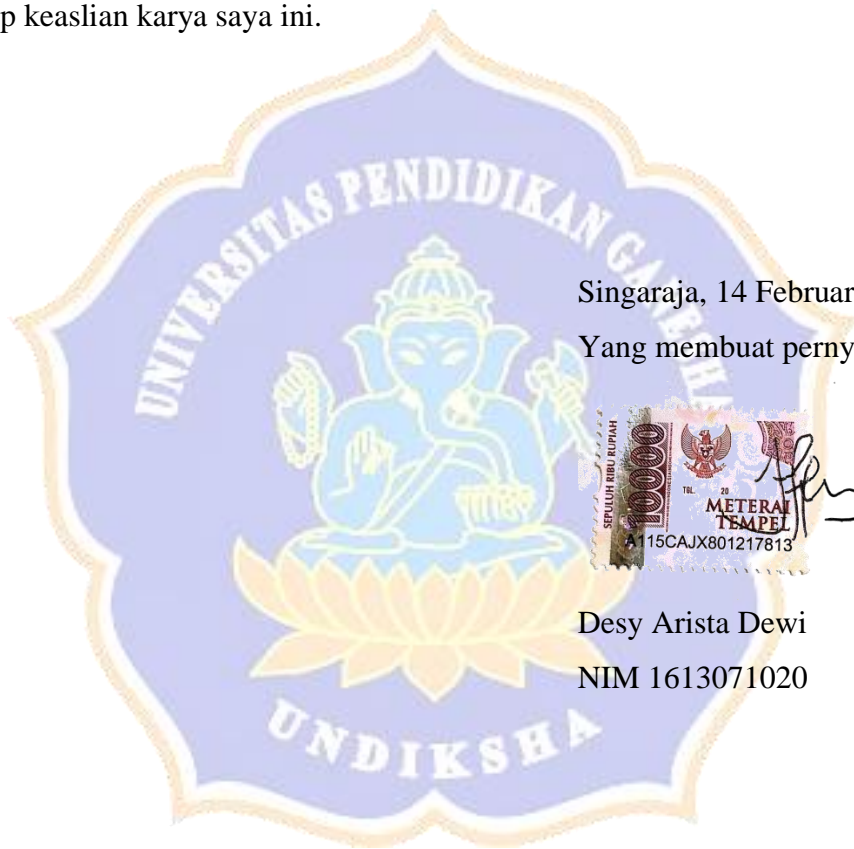 p keaslian karya saya ini.
UNIVERSITAS PENDIDIKAN GANESHA
Singaraja, 14 Februar
Yang membuat perny
SEPULUH RIBU RUPIAH
10000
TGL. 20
METERAI
TEMPEL
A115CAJX801217813
Desy Arista Dewi
NIM 1613071020
UNDIKSHA